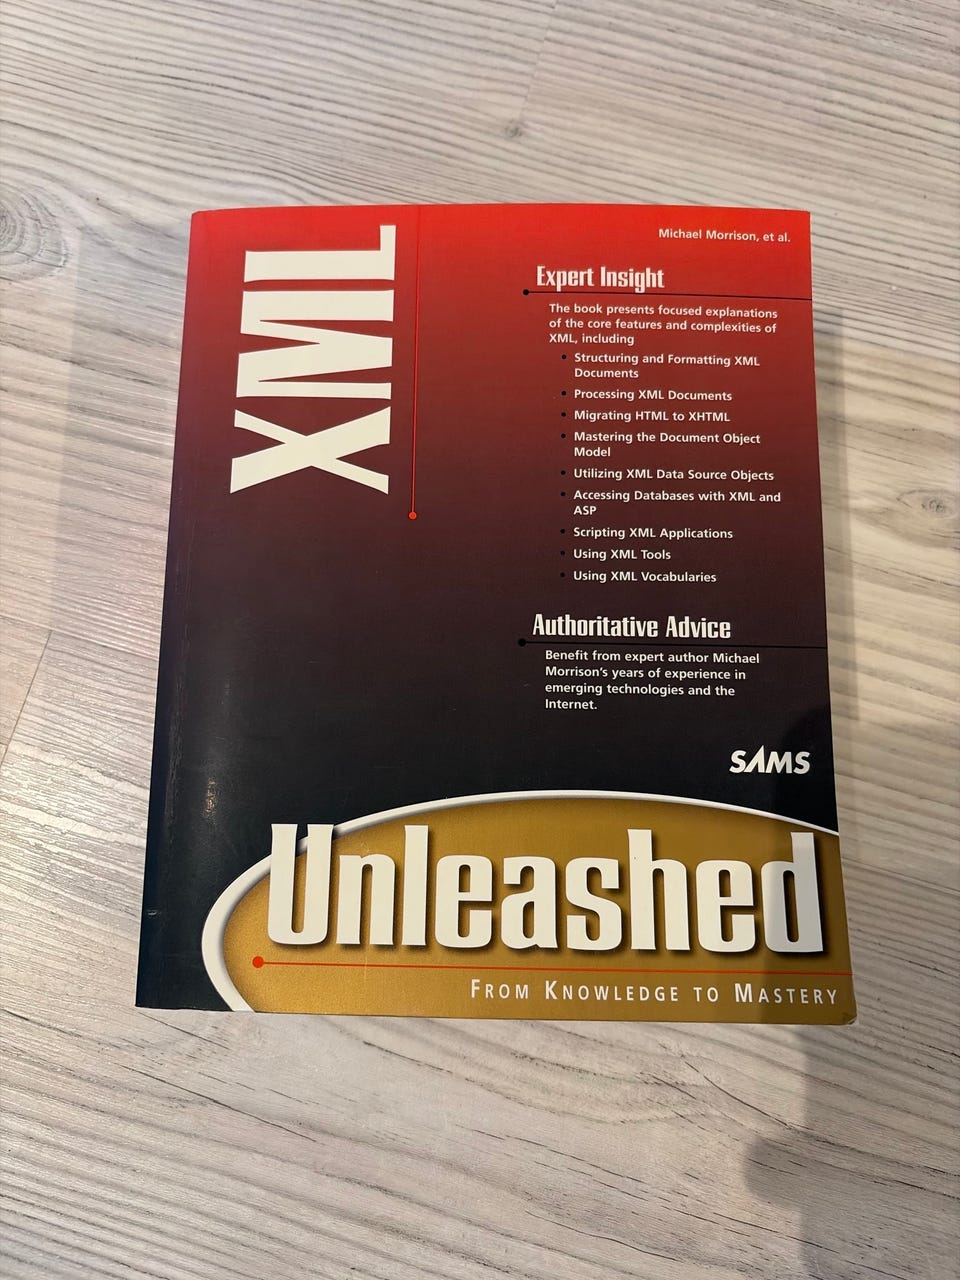 XML
Michael Morrison, et al.
Expert Insight
The book presents focused explanations
of the core features and complexities of
XML, including
• Structuring and Formatting XML
Documents
• Processing XML Documents
• Migrating HTML to XHTML
• Mastering the Document Object
Model
• Utilizing XML Data Source Objects
• Accessing Databases with XML and
ASP
• Scripting XML Applications
• Using XML Tools
• Using XML Vocabularies
Authoritative Advice
Benefit from expert author Michael
Morrison's years of experience in
emerging technologies and the
Internet.
SAMS
Unleashed
FROM KNOWLEDGE TO MASTERY